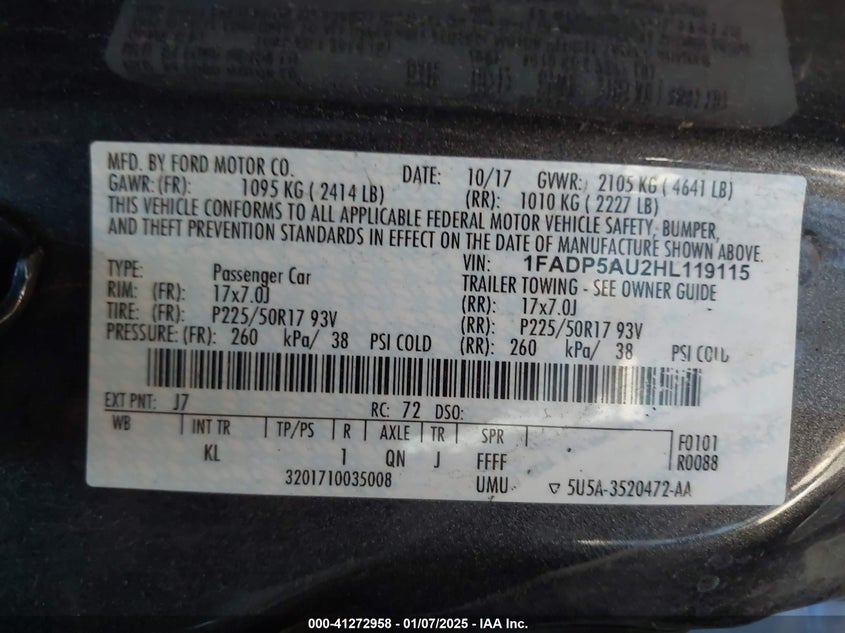 MFD. BY FORD MOTOR CO. DATE: 10/17 GVWR: 2105 KG ( 4641 LB)
GAWR: (FR): 1095 KG ( 2414 LB) (RR): 1010 KG ( 2227 LB)
THIS VEHICLE CONFORMS TO ALL APPLICABLE FEDERAL MOTOR VEHICLE SAFETY, BUMPER,
AND THEFT PREVENTION STANDARDS IN EFFECT ON THE DATE OF MANUFACTURE SHOWN ABOVE.
VIN: 1FADP5AU2HL119115
TYPE: Passenger Car TRAILER TOWING - SEE OWNER GUIDE
RIM: (FR): 17x7.0J (RR): 17x7.0J
TIRE: (FR): P225/50R17 93V (RR): P225/50R17 93V
PRESSURE: (FR): 260 kPa/ 38 PSI COLD (RR): 260 kPa/ 38 PSI COLD
EXT PNT: J7 RC: 72 DSO:
WB INT TR TP/PS R AXLE TR SPR F0101
KL 1 QN J FFFF R0088
3201710035008 UMU 5U5A-3520472-AA
000-41272958 | 01/07/2025 - IAA Inc.